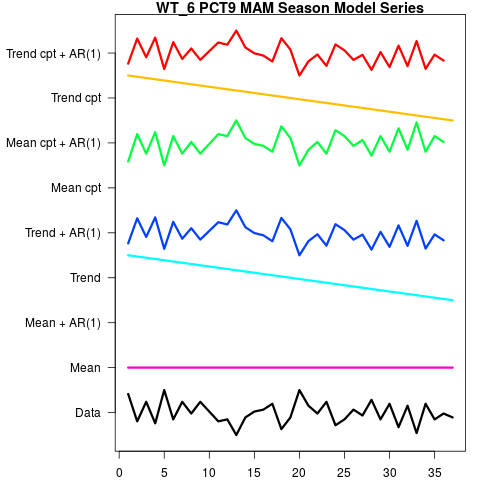 WT_6 PCT9 MAM Season Model Series
Trend cpt + AR(1)
Trend cpt
Mean cpt + AR(1)
Mean cpt
Trend + AR(1)
Trend
Mean + AR(1)
Mean
Data
0 5 10 15 20 25 30 35